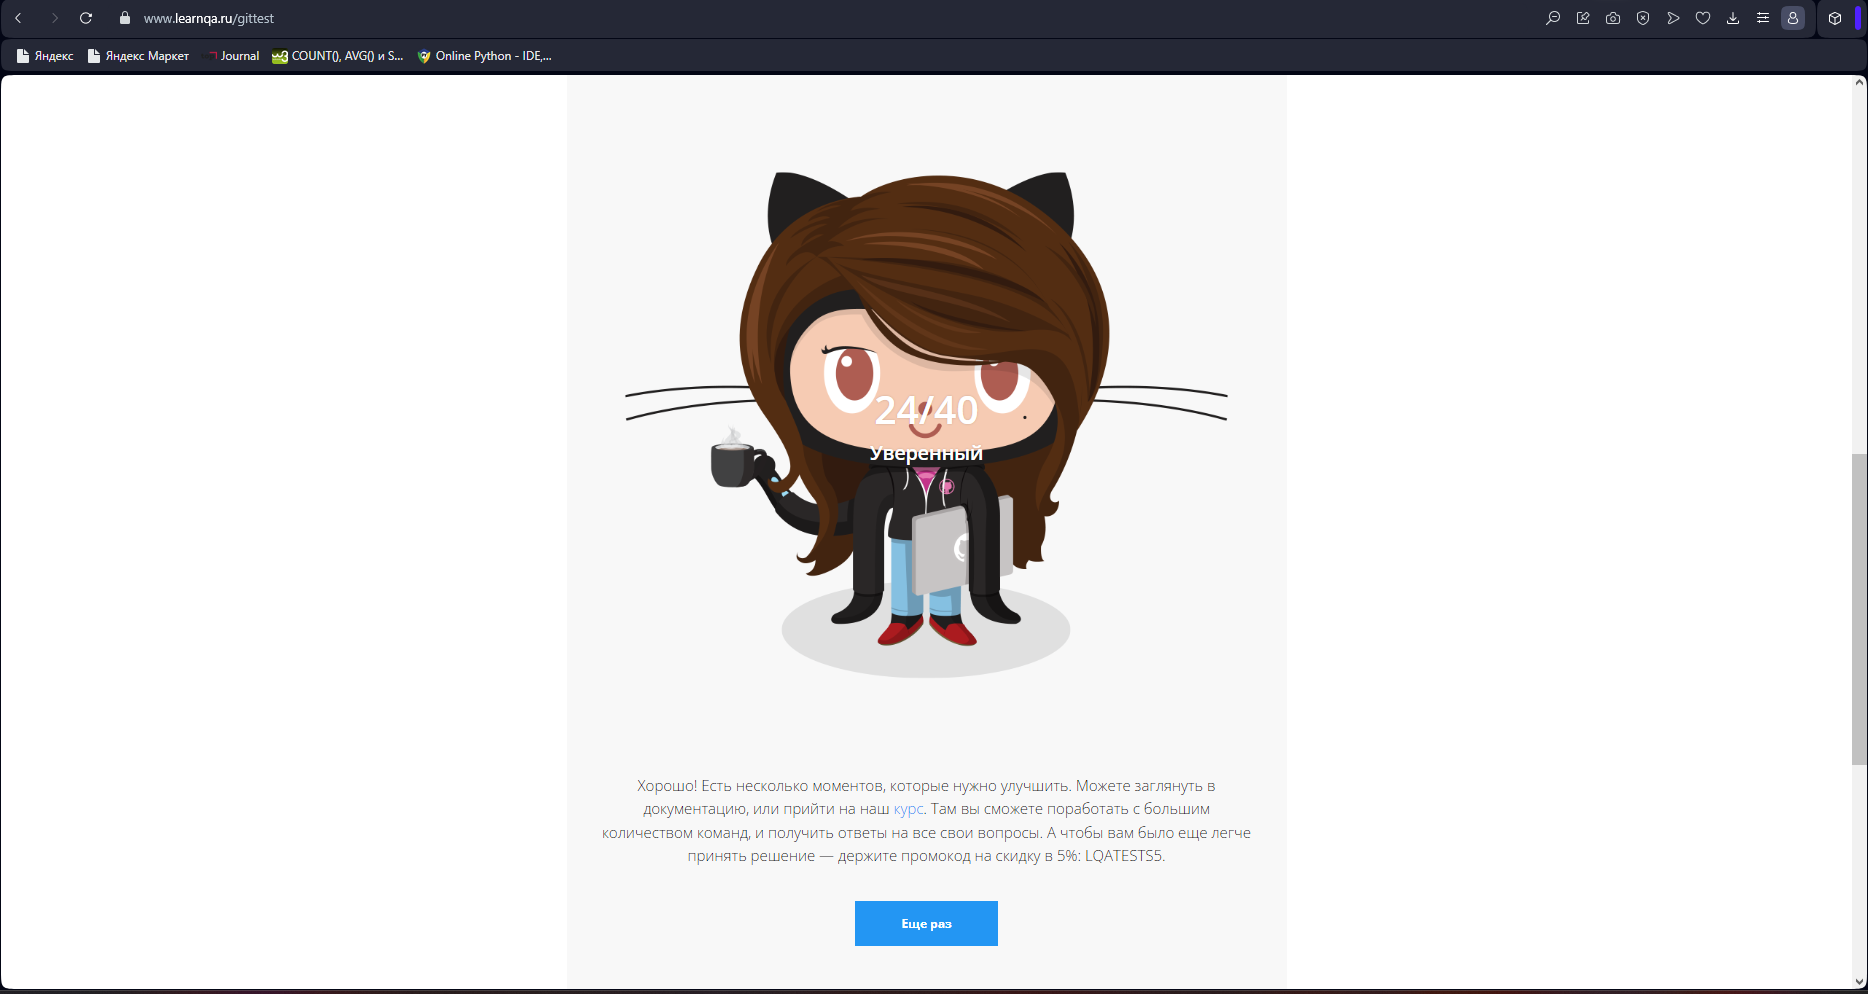 www.learnqa.ru/gittest
Яндекс
Яндекс Маркет
Journal
COUNT(), AVG() и S...
Online Python - IDE,...
24/40
Уверенный
Хорошо! Есть несколько моментов, которые нужно улучшить. Можете заглянуть в
документацию, или прийти на наш курс. Там вы сможете поработать с большим
количеством команд, и получить ответы на все свои вопросы. А чтобы вам было еще легче
принять решение — держите промокод на скидку в 5%: LQATESTS5.
Еще раз